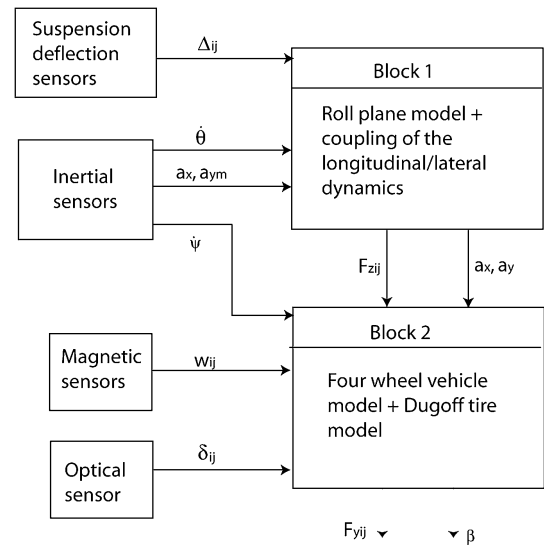 Suspension
deflection
sensors
Δij
Block 1
Roll plane model +
coupling of the
longitudinal/lateral
dynamics
Inertial
sensors
θ̇
ax, aym
ψ̇
Fzij
ax, ay
Block 2
Four wheel vehicle
model + Dugoff tire
model
Magnetic
sensors
wij
Optical
sensor
δij
Fyij
β